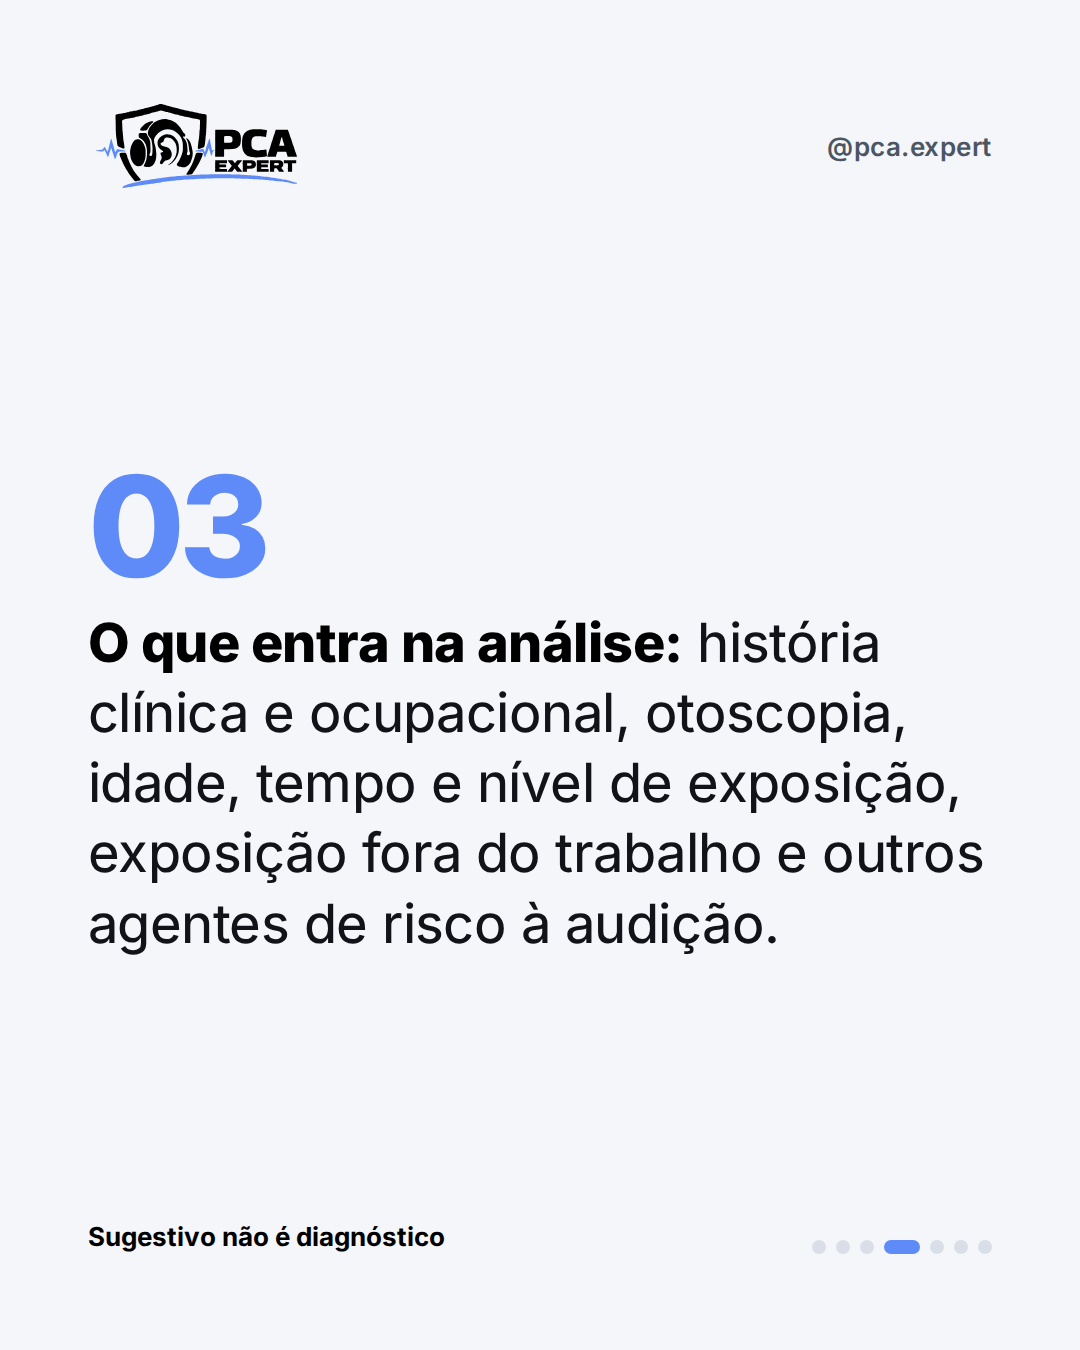 PCA
EXPERT
@pca.expert
03
O que entra na análise: história
clínica e ocupacional, otoscopia,
idade, tempo e nível de exposição,
exposição fora do trabalho e outros
agentes de risco à audição.
Sugestivo não é diagnóstico